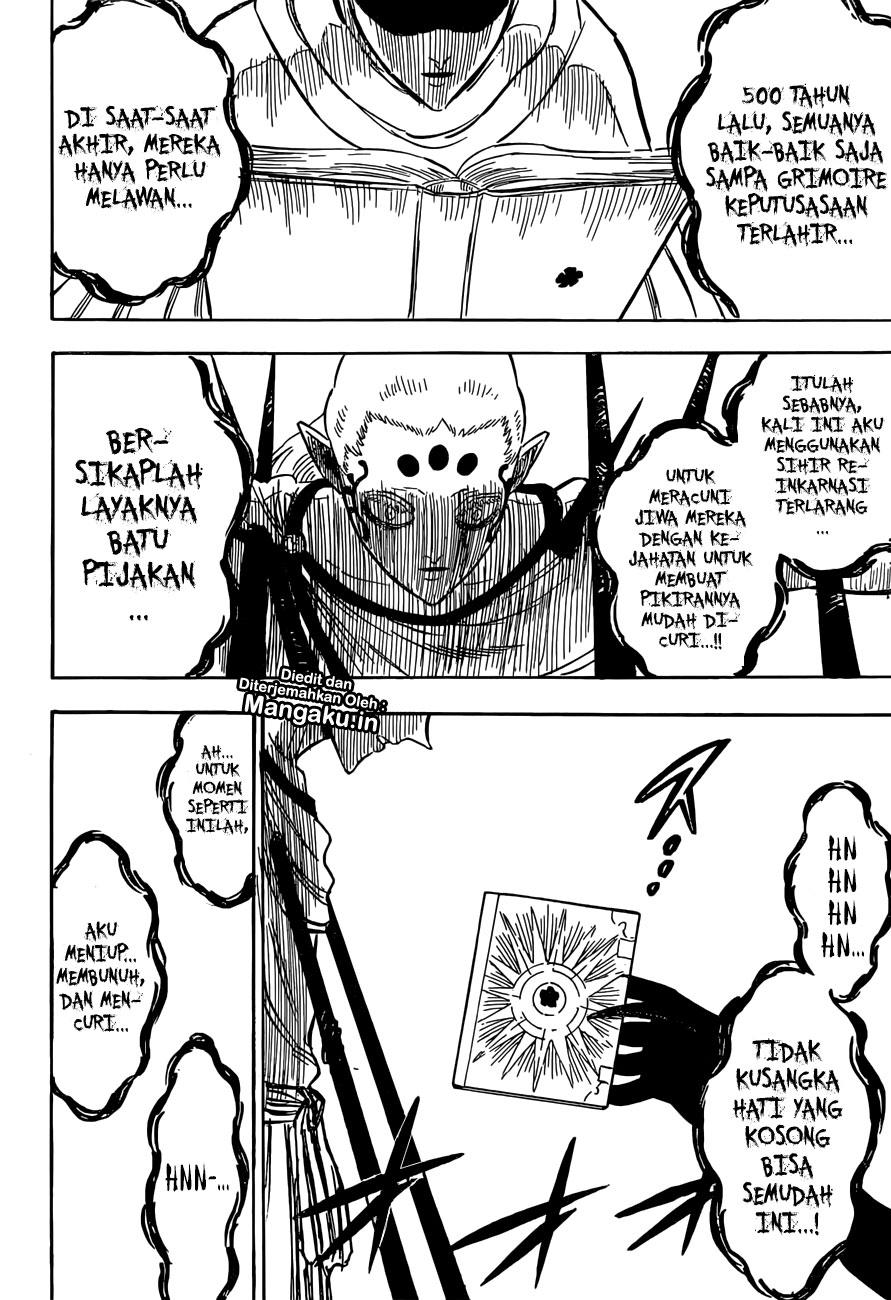 500 TAHUN
LALU, SEMUANYA
BAIK-BAIK SAJA
SAMPA GRIMOIRE
KEPUTUSASAAN
TERLAHIR...
DI SAAT-SAAT
AKHIR, MEREKA
HANYA PERLU
MELAWAN...
ITULAH
SEBABNYA,
KALI INI AKU
MENGGUNAKAN
SIHIR RE-
INKARNASI
TERLARANG
...
UNTUK
MERACUNI
JIWA MEREKA
DENGAN KE-
JAHATAN UNTUK
MEMBUAT
PIKIRANNYA
MUDAH DI-
CURI...!!
BER-
SIKAPLAH
LAYAKNYA
BATU
PIJAKAN
...
Diedit dan
Diterjemahkan Oleh :
Mangaku.in
HN
HN
HN
HN...
TIDAK
KUSANGKA
HATI YANG
KOSONG
BISA
SEMUDAH
INI...!
AH...
UNTUK
MOMEN
SEPERTI
INILAH,
AKU
MENIUP...
MEMBUNUH,
DAN MEN-
CURI...
HNN-...